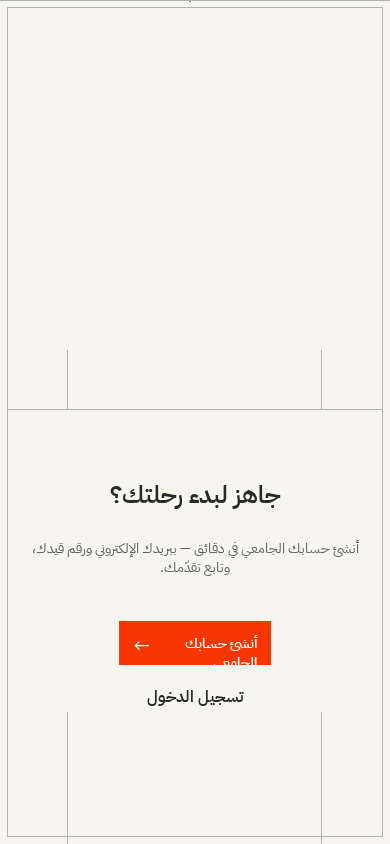 جاهز لبدء رحلتك؟
أنشئ حسابك الجامعي في دقائق — ببريدك الإلكتروني ورقم قيدك،
وتابع تقدّمك.
أنشئ حسابك
الجامعي
تسجيل الدخول